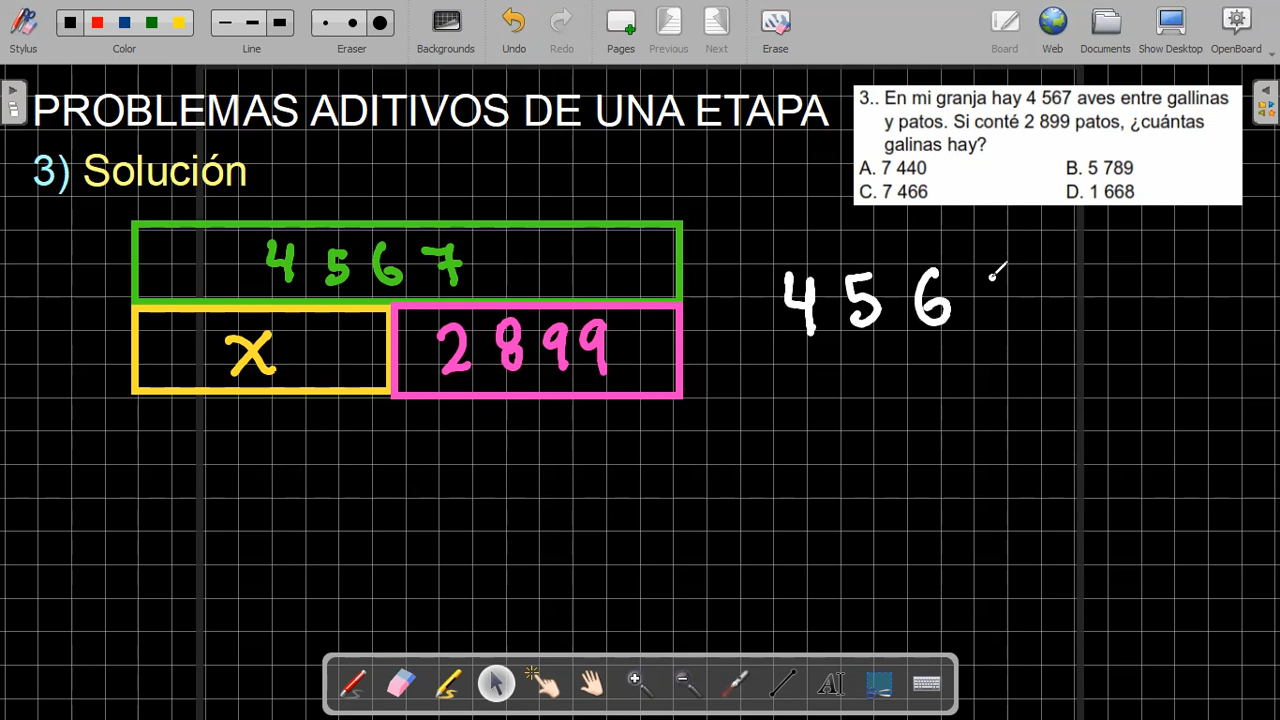 Stylus
Color
Line
Eraser
Backgrounds
Undo
Redo
Pages
Previous
Next
Erase
Board
Web
Documents
Show Desktop
OpenBoard
PROBLEMAS ADITIVOS DE UNA ETAPA
3) Solución
3.. En mi granja hay 4 567 aves entre gallinas
y patos. Si conté 2 899 patos, ¿cuántas
galinas hay?
A. 7 440 B. 5 789
C. 7 466 D. 1 668
4 5 6 7
x 2 8 9 9
4 5 6
AI